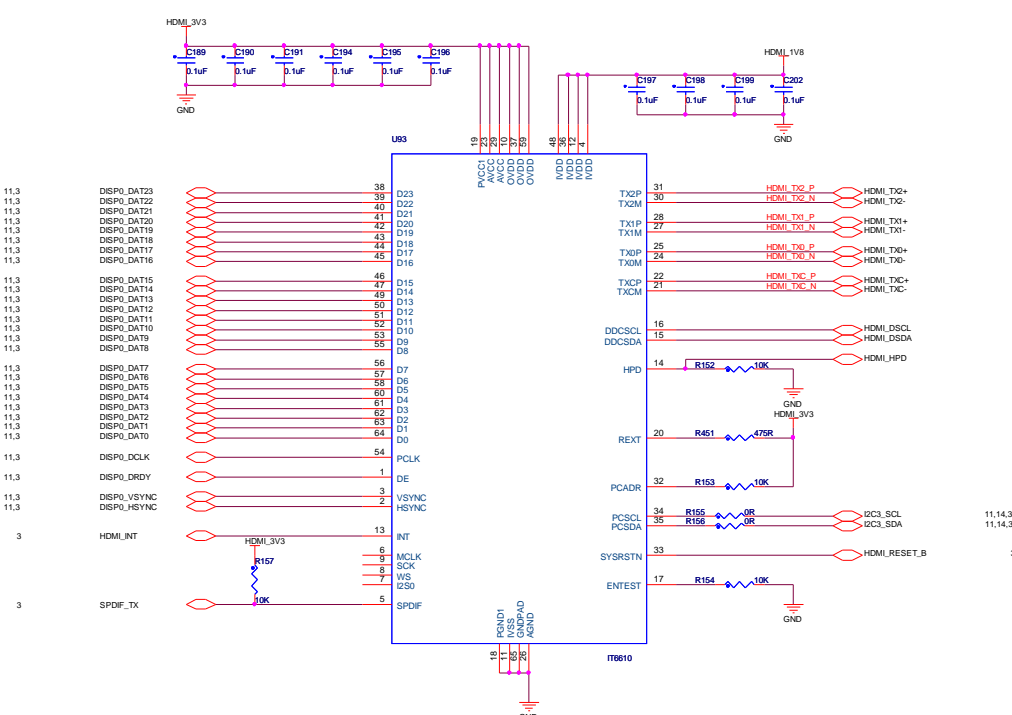 HDMI_3V3
C189 C190 C191 C194 C195 C196
0.1uF 0.1uF 0.1uF 0.1uF 0.1uF 0.1uF
GND
HDMI_1V8
C197 C198 C199 C202
0.1uF 0.1uF 0.1uF 0.1uF
GND
U93
19 23 29 10 37 59 48 36 12 4
PVCC1 AVCC AVCC OVDD OVDD OVDD IVDD IVDD IVDD IVDD
11,3 DISP0_DAT23 38 D23
11,3 DISP0_DAT22 39 D22
11,3 DISP0_DAT21 40 D21
11,3 DISP0_DAT20 41 D20
11,3 DISP0_DAT19 42 D19
11,3 DISP0_DAT18 43 D18
11,3 DISP0_DAT17 44 D17
11,3 DISP0_DAT16 45 D16
11,3 DISP0_DAT15 46 D15
11,3 DISP0_DAT14 47 D14
11,3 DISP0_DAT13 49 D13
11,3 DISP0_DAT12 50 D12
11,3 DISP0_DAT11 51 D11
11,3 DISP0_DAT10 52 D10
11,3 DISP0_DAT9 53 D9
11,3 DISP0_DAT8 55 D8
11,3 DISP0_DAT7 56 D7
11,3 DISP0_DAT6 57 D6
11,3 DISP0_DAT5 58 D5
11,3 DISP0_DAT4 60 D4
11,3 DISP0_DAT3 61 D3
11,3 DISP0_DAT2 62 D2
11,3 DISP0_DAT1 63 D1
11,3 DISP0_DAT0 64 D0
11,3 DISP0_DCLK 54 PCLK
11,3 DISP0_DRDY 1 DE
11,3 DISP0_VSYNC 3 VSYNC
11,3 DISP0_HSYNC 2 HSYNC
3 HDMI_INT 13 INT
HDMI_3V3
R157
10K
6 MCLK
9 SCK
8 WS
7 I2S0
3 SPDIF_TX 5 SPDIF
TX2P 31 HDMI_TX2_P HDMI_TX2+
TX2M 30 HDMI_TX2_N HDMI_TX2-
TX1P 28 HDMI_TX1_P HDMI_TX1+
TX1M 27 HDMI_TX1_N HDMI_TX1-
TX0P 25 HDMI_TX0_P HDMI_TX0+
TX0M 24 HDMI_TX0_N HDMI_TX0-
TXCP 22 HDMI_TXC_P HDMI_TXC+
TXCM 21 HDMI_TXC_N HDMI_TXC-
DDCSCL 16 HDMI_DSCL
DDCSDA 15 HDMI_DSDA
HDMI_HPD
HPD 14 R152 10K
GND
HDMI_3V3
REXT 20 R451 475R
PCADR 32 R153 10K
PCSCL 34 R155 0R I2C3_SCL 11,14,3
PCSDA 35 R156 0R I2C3_SDA 11,14,3
SYSRSTN 33 HDMI_RESET_B
ENTEST 17 R154 10K
GND
PGND1 IVSS GNDPAD AGND
18 11 65 26
IT6610